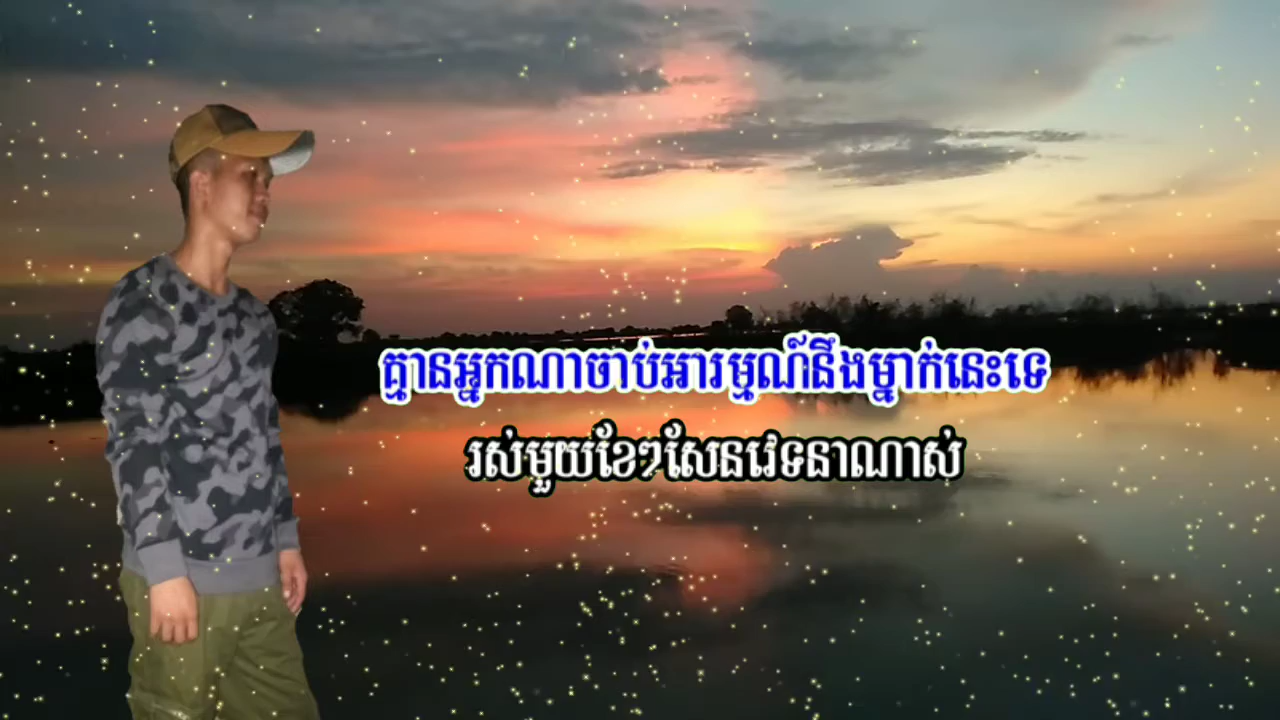 គ្មានអ្នកណាចាប់អារម្មណ៍នឹងម្នាក់នេះទេ
រស់មួយខែៗសែនវេទនាណាស់